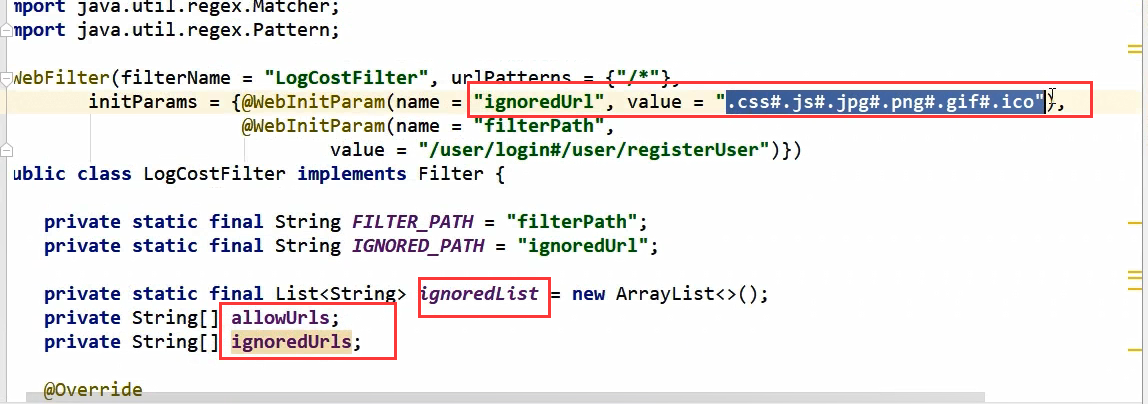 mport java.util.regex.Matcher;
mport java.util.regex.Pattern;
WebFilter(filterName = "LogCostFilter", urlPatterns = {"/*"},
initParams = {@WebInitParam(name = "ignoredUrl", value = ".css#.js#.jpg#.png#.gif#.ico"),
@WebInitParam(name = "filterPath",
value = "/user/login#/user/registerUser")})
ublic class LogCostFilter implements Filter {
private static final String FILTER_PATH = "filterPath";
private static final String IGNORED_PATH = "ignoredUrl";
private static final List<String> ignoredList = new ArrayList<>();
private String[] allowUrls;
private String[] ignoredUrls;
@Override